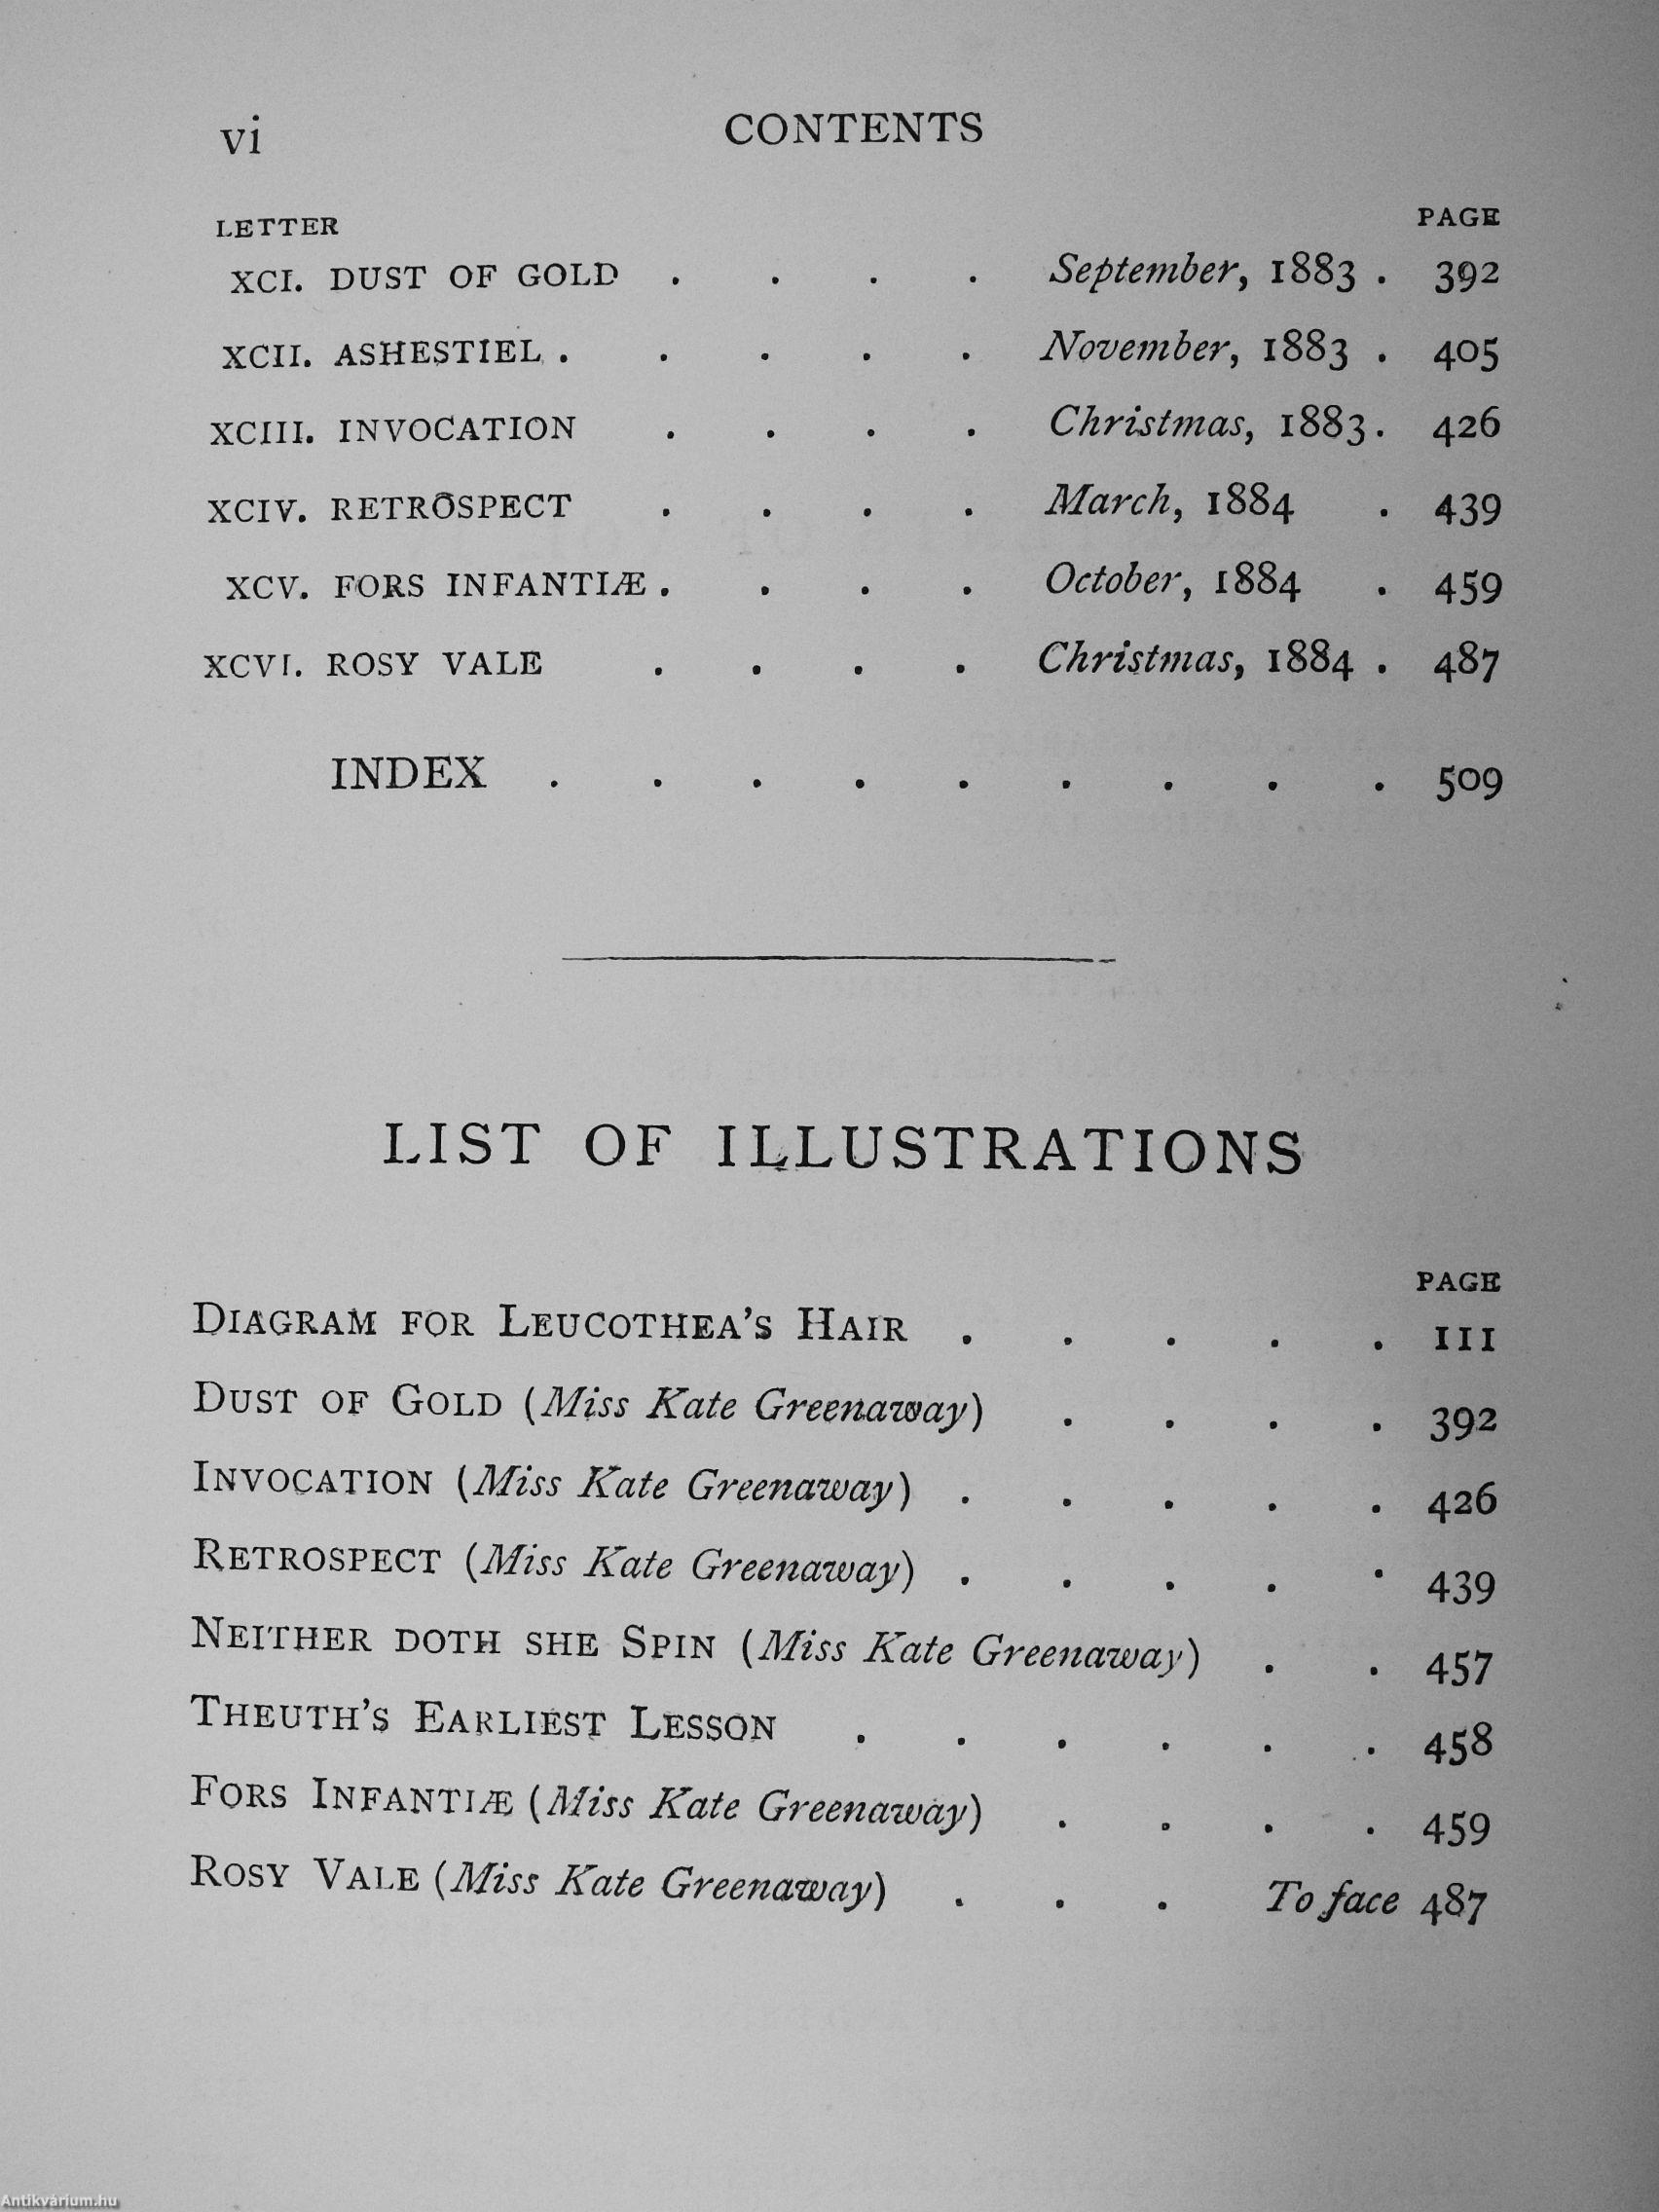 vi CONTENTS
LETTER PAGE
XCI. DUST OF GOLD . . . . September, 1883 . 392
XCII. ASHESTIEL . . . . . November, 1883 . 405
XCIII. INVOCATION . . . . Christmas, 1883 . 426
XCIV. RETROSPECT . . . . March, 1884 . 439
XCV. FORS INFANTIÆ . . . . October, 1884 . 459
XCVI. ROSY VALE . . . . Christmas, 1884 . 487
INDEX . . . . . . . . . 509
LIST OF ILLUSTRATIONS
PAGE
DIAGRAM FOR LEUCOTHEA'S HAIR . . . . . 111
DUST OF GOLD (Miss Kate Greenaway) . . . . 392
INVOCATION (Miss Kate Greenaway) . . . . . 426
RETROSPECT (Miss Kate Greenaway) . . . . . 439
NEITHER DOTH SHE SPIN (Miss Kate Greenaway) . . 457
THEUTH'S EARLIEST LESSON . . . . . . 458
FORS INFANTIÆ (Miss Kate Greenaway) . . . . 459
ROSY VALE (Miss Kate Greenaway) . . . To face 487
Antikvárium.hu